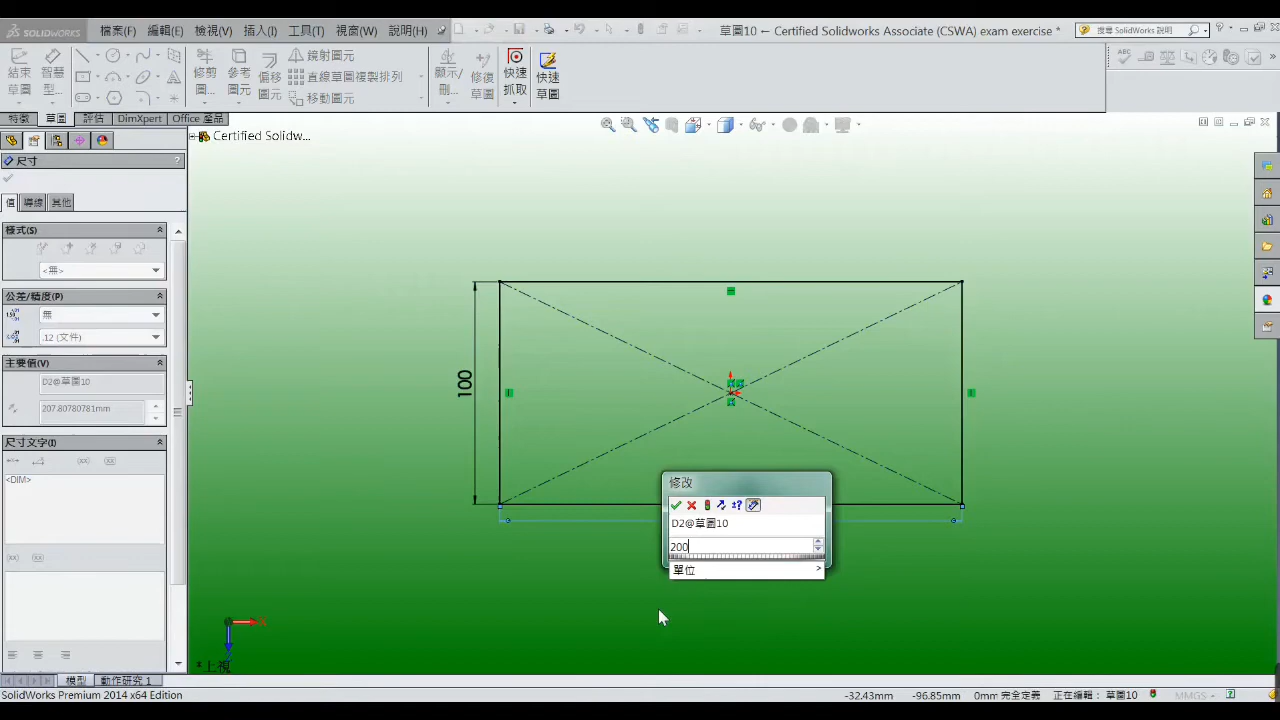 SOLIDWORKS 檔案(F) 編輯(E) 檢視(V) 插入(I) 工具(T) 視窗(W) 說明(H) 草圖10 ← Certified Solidworks Associate (CSWA) exam exercise * 搜尋 SolidWorks 說明
結束草圖 智慧型... 修剪圖... 參考圖元 偏移圖元 鏡射圖元 直線草圖複製排列 移動圖元 顯示/刪... 修復草圖 快速抓取 快速草圖
特徵 草圖 評估 DimXpert Office 產品
Certified Solidw...
尺寸 ?
值 導線 其他
樣式(S)
<無>
公差/精度(P)
無
.12 (文件)
主要值(V)
D2@草圖10
207.80780781mm
尺寸文字(I)
<DIM>
100
修改
D2@草圖10
200
單位 >
X
*上視
模型 動作研究 1
SolidWorks Premium 2014 x64 Edition -32.43mm -96.85mm 0mm 完全定義 正在編輯： 草圖10 MMGS -